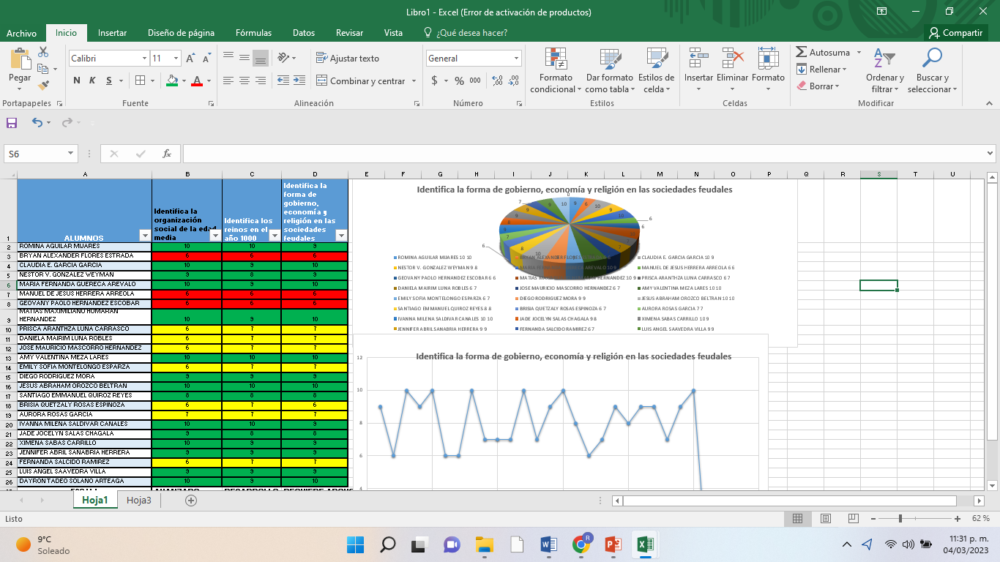 Libro1 - Excel (Error de activación de productos)
Archivo Inicio Insertar Diseño de página Fórmulas Datos Revisar Vista ¿Qué desea hacer? Compartir
Pegar Calibri 11 Ajustar texto General Formato condicional Dar formato como tabla Estilos de celda Insertar Eliminar Formato Autosuma Rellenar Borrar Ordenar y filtrar Buscar y seleccionar
N K S Combinar y centrar $ % 000
Portapapeles Fuente Alineación Número Estilos Celdas Modificar
S6 fx
A B C D E F G H I J K L M N O P Q R S T U
1 ALUMNOS
Identifica la organización social de la edad media
Identifica los reinos en el año 1000
Identifica la forma de gobierno, economía y religión en las sociedades feudales
2 ROMINA AGUILAR MIJARES 10 10 9
3 BRYAN ALEXANDER FLORES ESTRADA 6 6 6
4 CLAUDIA E. GARCIA GARCIA 10 9 10
5 NESTOR V. GONZALEZ WEYMAN 9 8 9
6 MARIA FERNANDA GUERECA AREVALO 10 9 10
7 MANUEL DE JESUS HERRERA ARREOLA 6 6 6
8 GEOVANY PAOLO HERNANDEZ ESCOBAR 6 6 6
9 MATIAS MAXIMILIANO HUMARAN HERNANDEZ 10 9 10
10 PRISCA ARANTHZA LUNA CARRASCO 6 7 7
11 DANIELA MAIRIM LUNA ROBLES 6 7 7
12 JOSE MAURICIO MASCORRO HERNANDEZ 6 7 7
13 AMY VALENTINA MEZA LARES 10 10 10
14 EMILY SOFIA MONTELONGO ESPARZA 6 7 7
15 DIEGO RODRIGUEZ MORA 9 9 9
16 JESUS ABRAHAM OROZCO BELTRAN 10 10 10
17 SANTIAGO EMMANUEL QUIROZ REYES 8 8 8
18 BRISIA QUETZALY ROSAS ESPINOZA 6 7 6
19 AURORA ROSAS GARCIA 7 7 7
20 IVANNA MILENA SALDIVAR CANALES 10 10 9
21 JADE JOCELYN SALAS CHAGALA 9 8 8
22 XIMENA SABAS CARRILLO 10 9 9
23 JENNIFER ABRIL SANABRIA HERRERA 9 9 9
24 FERNANDA SALCIDO RAMIREZ 6 7 7
25 LUIS ANGEL SAAVEDRA VILLA 9 9 9
26 DAYRON TADEO SOLANO ARTEAGA 10 9 10
Identifica la forma de gobierno, economía y religión en las sociedades feudales
ROMINA AGUILAR MIJARES 10 10 CLAUDIA E. GARCIA GARCIA 10 9
NESTOR V. GONZALEZ WEYMAN 9 8 MANUEL DE JESUS HERRERA ARREOLA 6 6
GEOVANY PAOLO HERNANDEZ ESCOBAR 6 6 HERNANDEZ 10 9 PRISCA ARANTHZA LUNA CARRASCO 6 7
DANIELA MAIRIM LUNA ROBLES 6 7 JOSE MAURICIO MASCORRO HERNANDEZ 6 7 AMY VALENTINA MEZA LARES 10 10
EMILY SOFIA MONTELONGO ESPARZA 6 7 DIEGO RODRIGUEZ MORA 9 9 JESUS ABRAHAM OROZCO BELTRAN 10 10
SANTIAGO EMMANUEL QUIROZ REYES 8 8 BRISIA QUETZALY ROSAS ESPINOZA 6 7 AURORA ROSAS GARCIA 7 7
IVANNA MILENA SALDIVAR CANALES 10 10 JADE JOCELYN SALAS CHAGALA 9 8 XIMENA SABAS CARRILLO 10 9
JENNIFER ABRIL SANABRIA HERRERA 9 9 FERNANDA SALCIDO RAMIREZ 6 7 LUIS ANGEL SAAVEDRA VILLA 9 9
Identifica la forma de gobierno, economía y religión en las sociedades feudales
12
10
8
6
4
Hoja1 Hoja3
Listo 62 %
9°C
Soleado
11:31 p. m.
04/03/2023